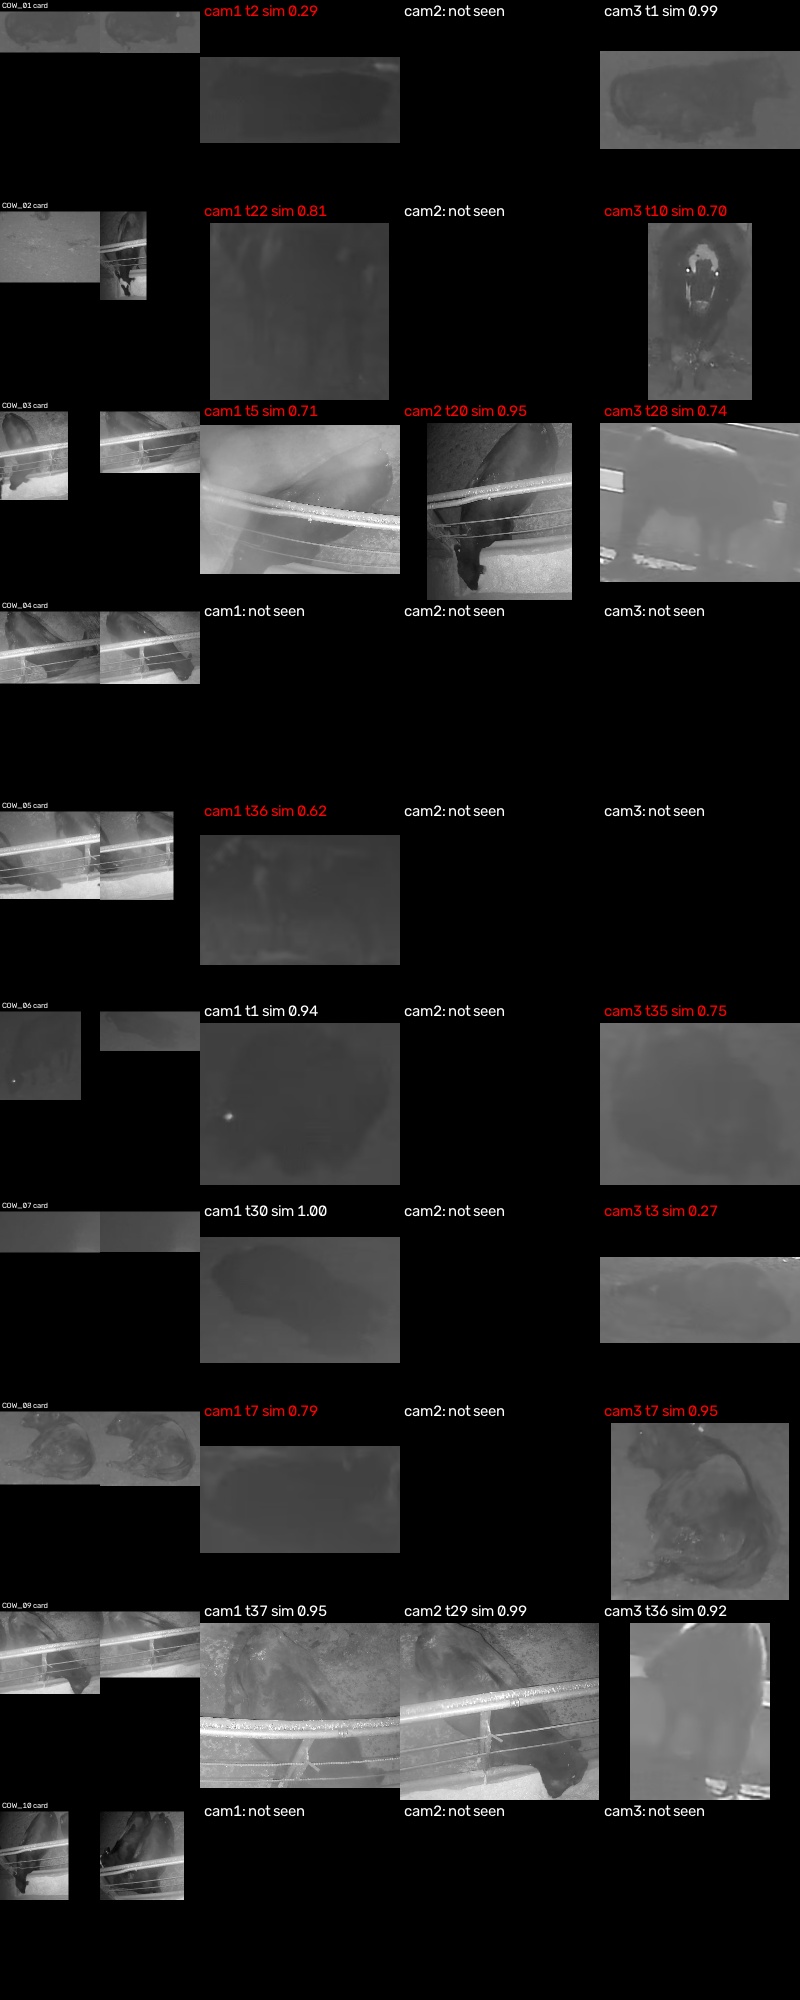 COW_01 card
cam1 t2 sim 0.29
cam2: not seen
cam3 t1 sim 0.99
COW_02 card
cam1 t22 sim 0.81
cam2: not seen
cam3 t10 sim 0.70
COW_03 card
cam1 t5 sim 0.71
cam2 t20 sim 0.95
cam3 t28 sim 0.74
COW_04 card
cam1: not seen
cam2: not seen
cam3: not seen
COW_05 card
cam1 t36 sim 0.62
cam2: not seen
cam3: not seen
COW_06 card
cam1 t1 sim 0.94
cam2: not seen
cam3 t35 sim 0.75
COW_07 card
cam1 t30 sim 1.00
cam2: not seen
cam3 t3 sim 0.27
COW_08 card
cam1 t7 sim 0.79
cam2: not seen
cam3 t7 sim 0.95
COW_09 card
cam1 t37 sim 0.95
cam2 t29 sim 0.99
cam3 t36 sim 0.92
COW_10 card
cam1: not seen
cam2: not seen
cam3: not seen